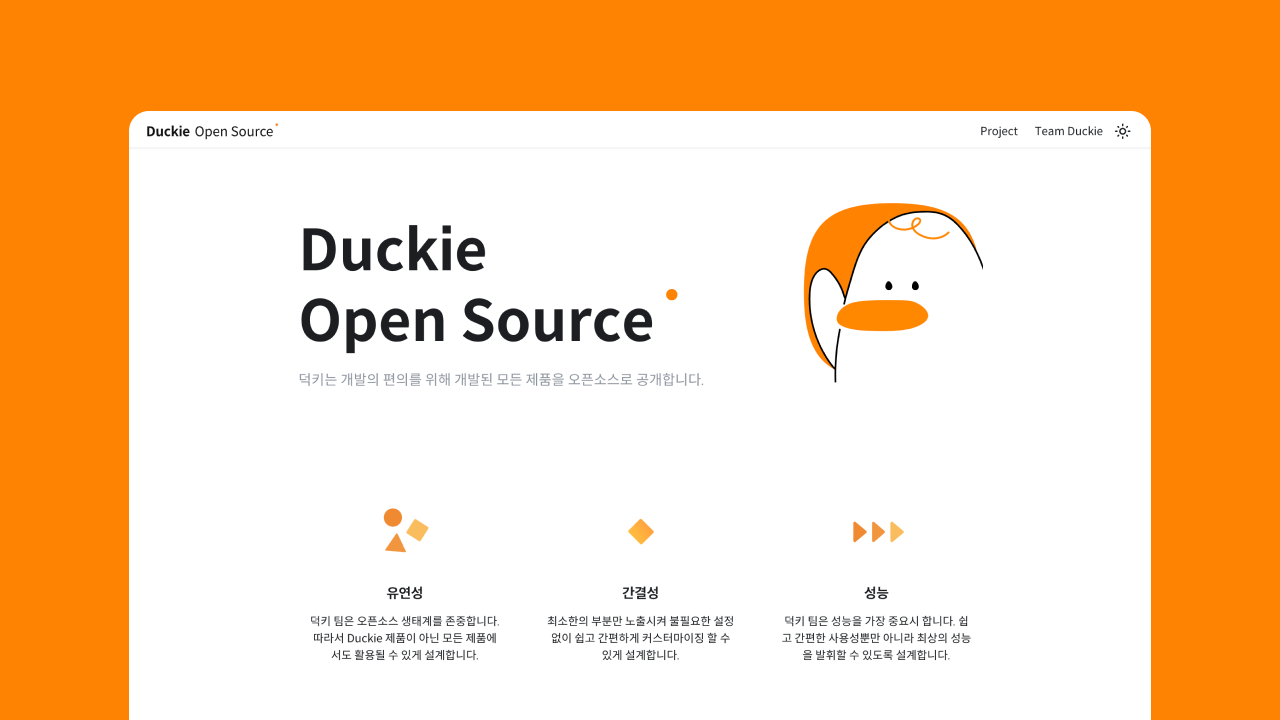 Duckie Open Source
Project
Team Duckie
Duckie
Open Source
덕키는 개발의 편의를 위해 개발된 모든 제품을 오픈소스로 공개합니다.
유연성
덕키 팀은 오픈소스 생태계를 존중합니다.
따라서 Duckie 제품이 아닌 모든 제품에
서도 활용될 수 있게 설계합니다.
간결성
최소한의 부분만 노출시켜 불필요한 설정
없이 쉽고 간편하게 커스터마이징 할 수
있게 설계합니다.
성능
덕키 팀은 성능을 가장 중요시 합니다. 쉽
고 간편한 사용성뿐만 아니라 최상의 성능
을 발휘할 수 있도록 설계합니다.